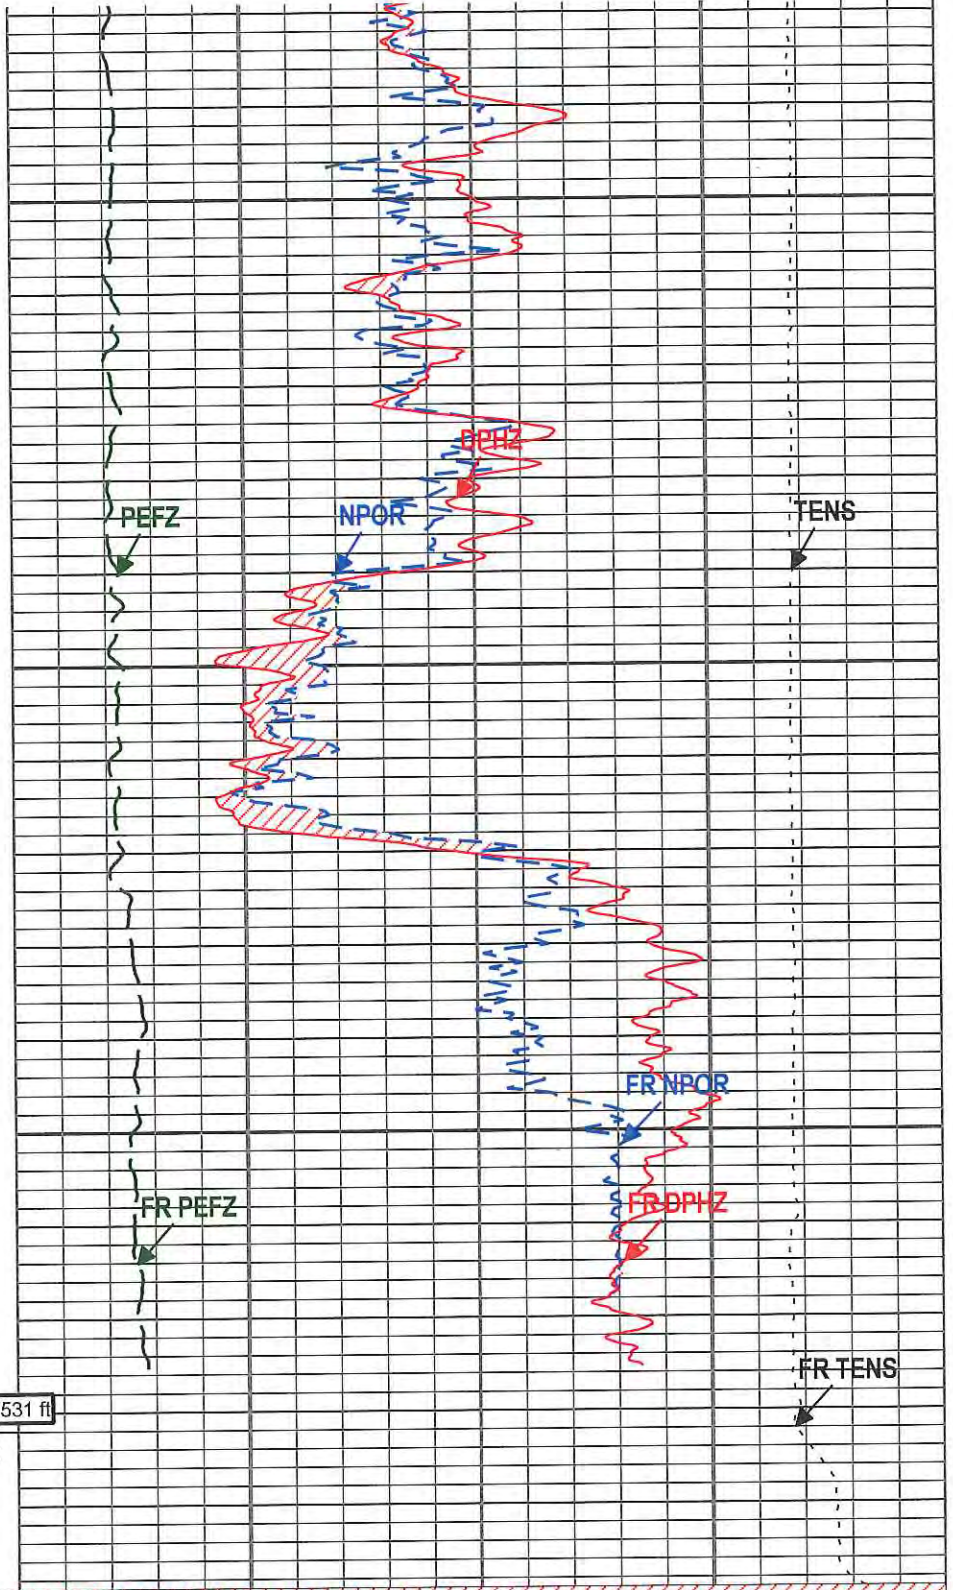 DPHZ
PEFZ
NPOR
TENS
FR NPOR
FR PEFZ
FR DPHZ
FR TENS
531 ft